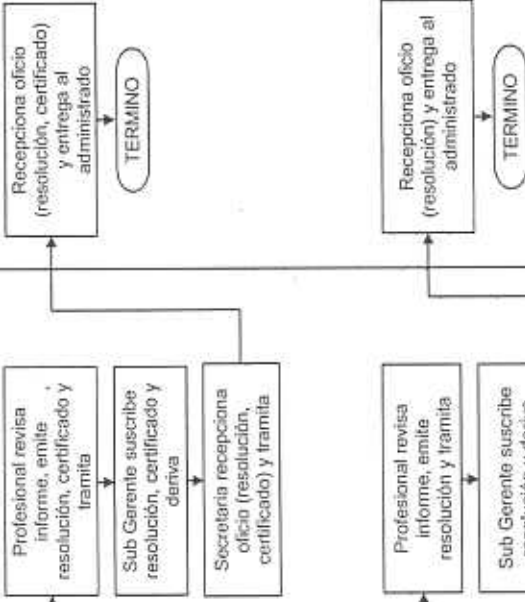 Profesional revisa
informe, emite
resolución, certificado y
tramita
Sub Gerente suscribe
resolución, certificado y
deriva
Secretaria recepciona
oficio (resolución,
certificado) y tramita
Recepciona oficio
(resolución, certificado)
y entrega al
administrado
TERMINO
Profesional revisa
informe, emite
resolución y tramita
Sub Gerente suscribe
Recepciona oficio
(resolución) y entrega al
administrado
TERMINO